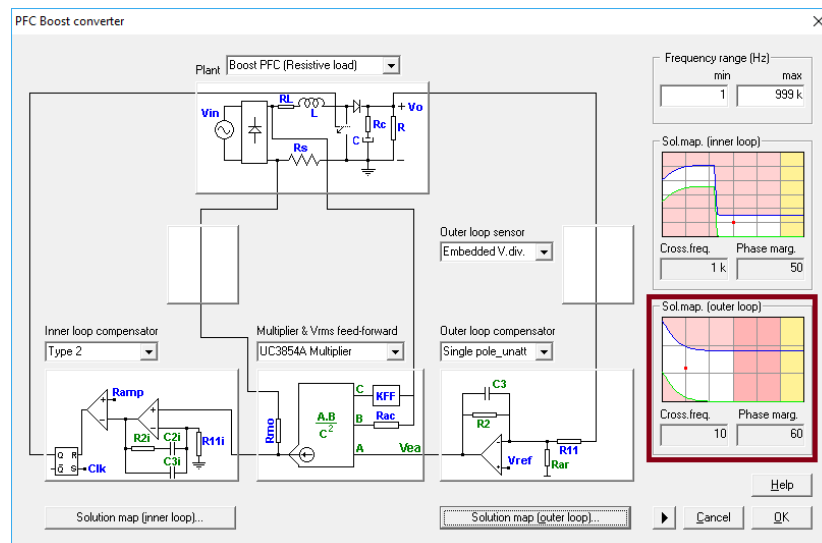 PFC Boost converter
Plant
Boost PFC (Resistive load)
Vin
RL
L
Rs
Rc
C
R
+ Vo
−
Frequency range (Hz)
min
max
1
999 k
Sol.map. (inner loop)
Cross.freq.
Phase marg.
1 k
50
Sol.map. (outer loop)
Cross.freq.
Phase marg.
10
60
Outer loop sensor
Embedded V.div.
Inner loop compensator
Type 2
Multiplier & Vrms feed-forward
UC3854A Multiplier
Outer loop compensator
Single pole_unatt
Ramp
Q R
Q̅ S
Clk
R2i
C2i
C3i
R11i
Rmo
A.B
C²
C
B
A
KFF
Rac
Vea
C3
R2
Vref
R11
Rar
Solution map (inner loop)...
Solution map (outer loop)...
Help
Cancel
OK